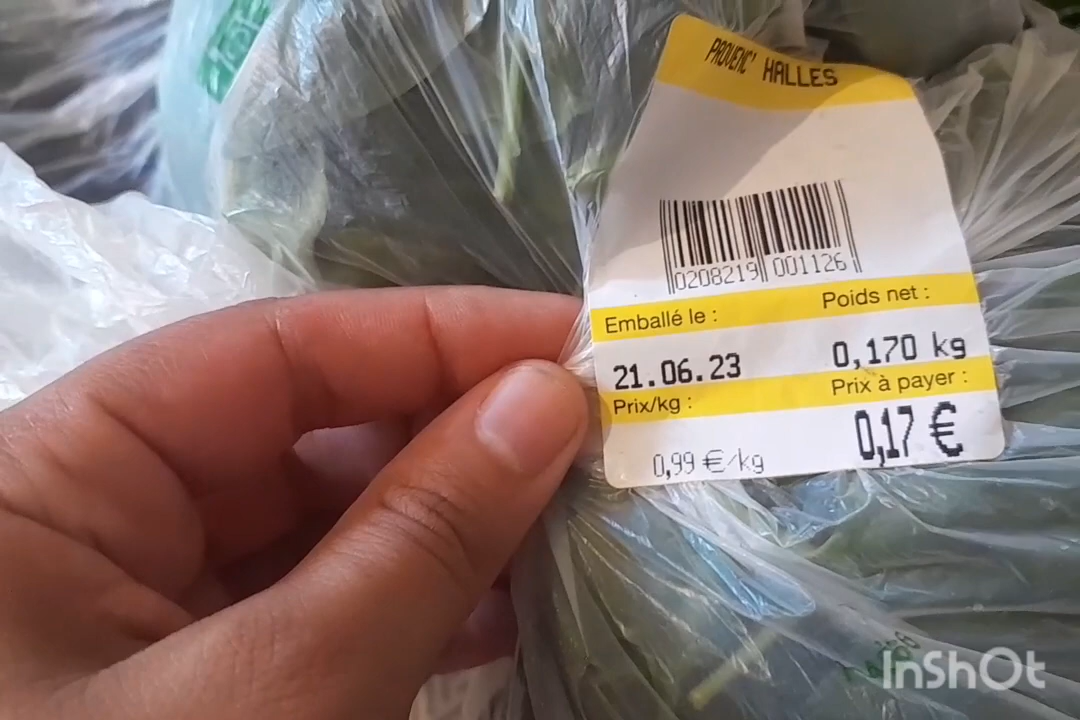 PROVENC' HALLES
0208219 001126
Emballé le :
Poids net :
21.06.23
0,170 kg
Prix/kg :
Prix à payer :
0,99 €/kg
0,17 €
InShOt